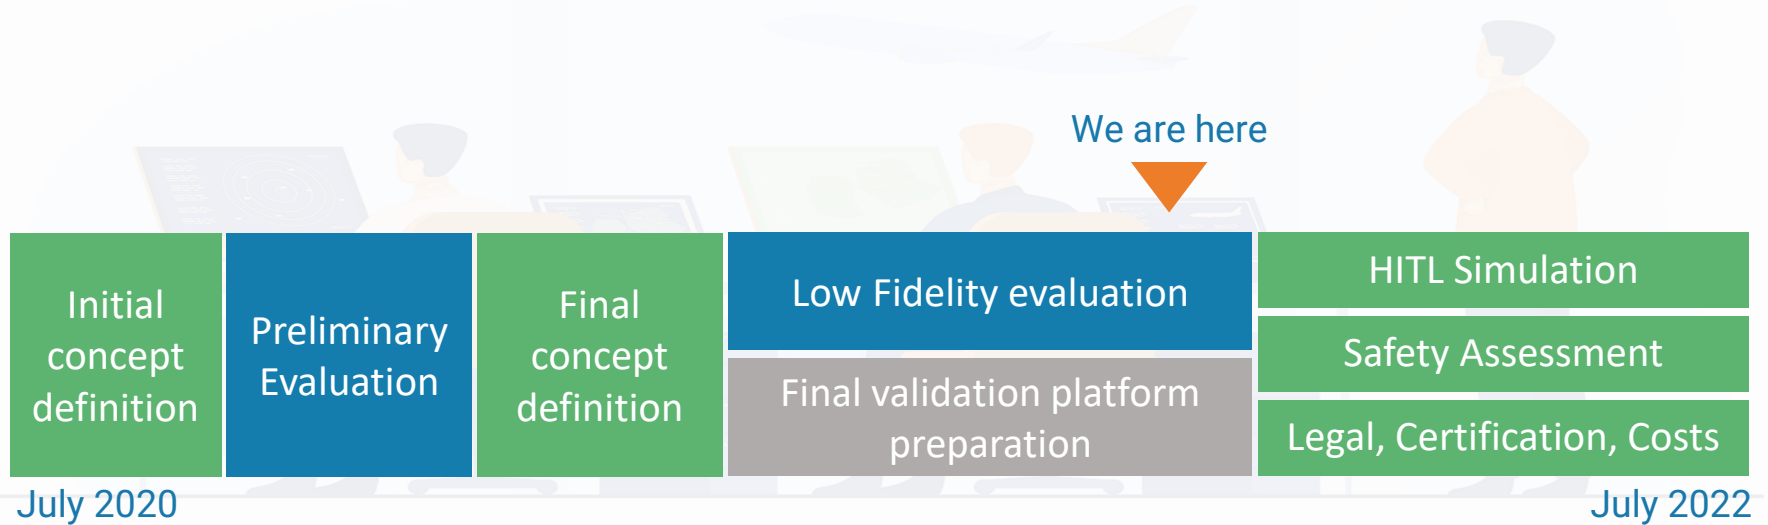 We are here
Initial
concept
definition
Preliminary
Evaluation
Final
concept
definition
Low Fidelity evaluation
Final validation platform
preparation
HITL Simulation
Safety Assessment
Legal, Certification, Costs
July 2020
July 2022